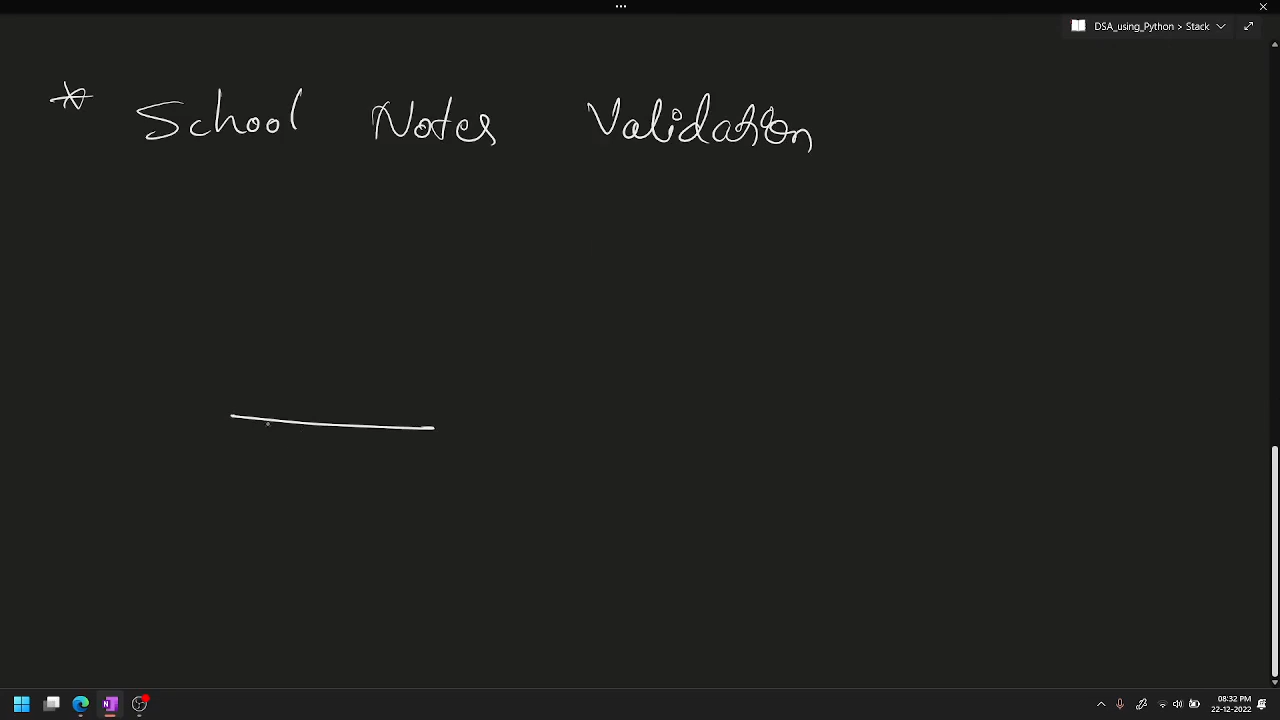 DSA_using_Python > Stack
* School Notes Validation
08:32 PM
22-12-2022